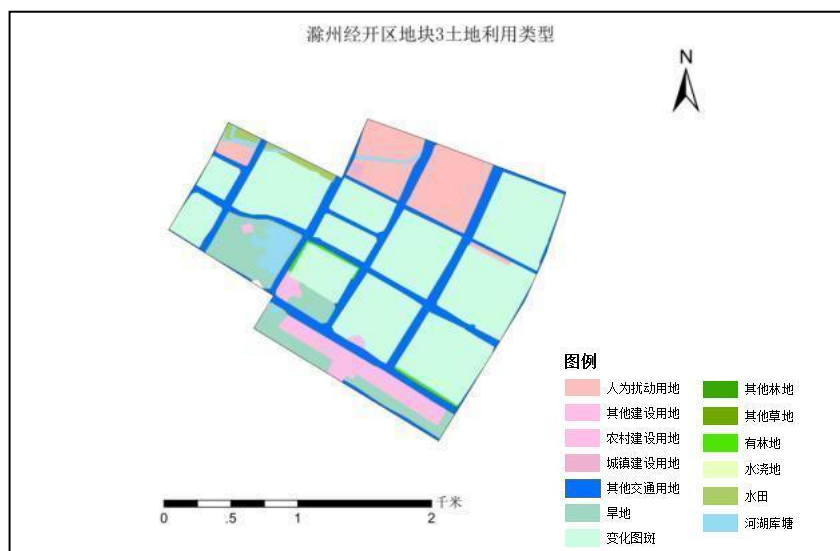 滁州经开区地块3土地利用类型
N
图例
人为扰动用地
其他建设用地
农村建设用地
城镇建设用地
其他交通用地
旱地
变化图斑
其他林地
其他草地
有林地
水浇地
水田
河湖库塘
千米
0 .5 1 2